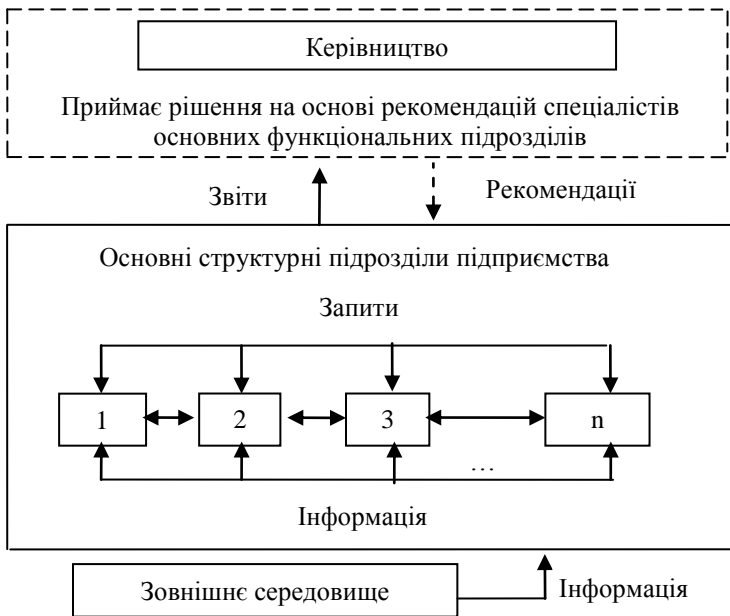 Керівництво
Приймає рішення на основі рекомендацій спеціалістів
основних функціональних підрозділів
Звіти
Рекомендації
Основні структурні підрозділи підприємства
Запити
1 2 3 n
…
Інформація
Зовнішнє середовище
Інформація